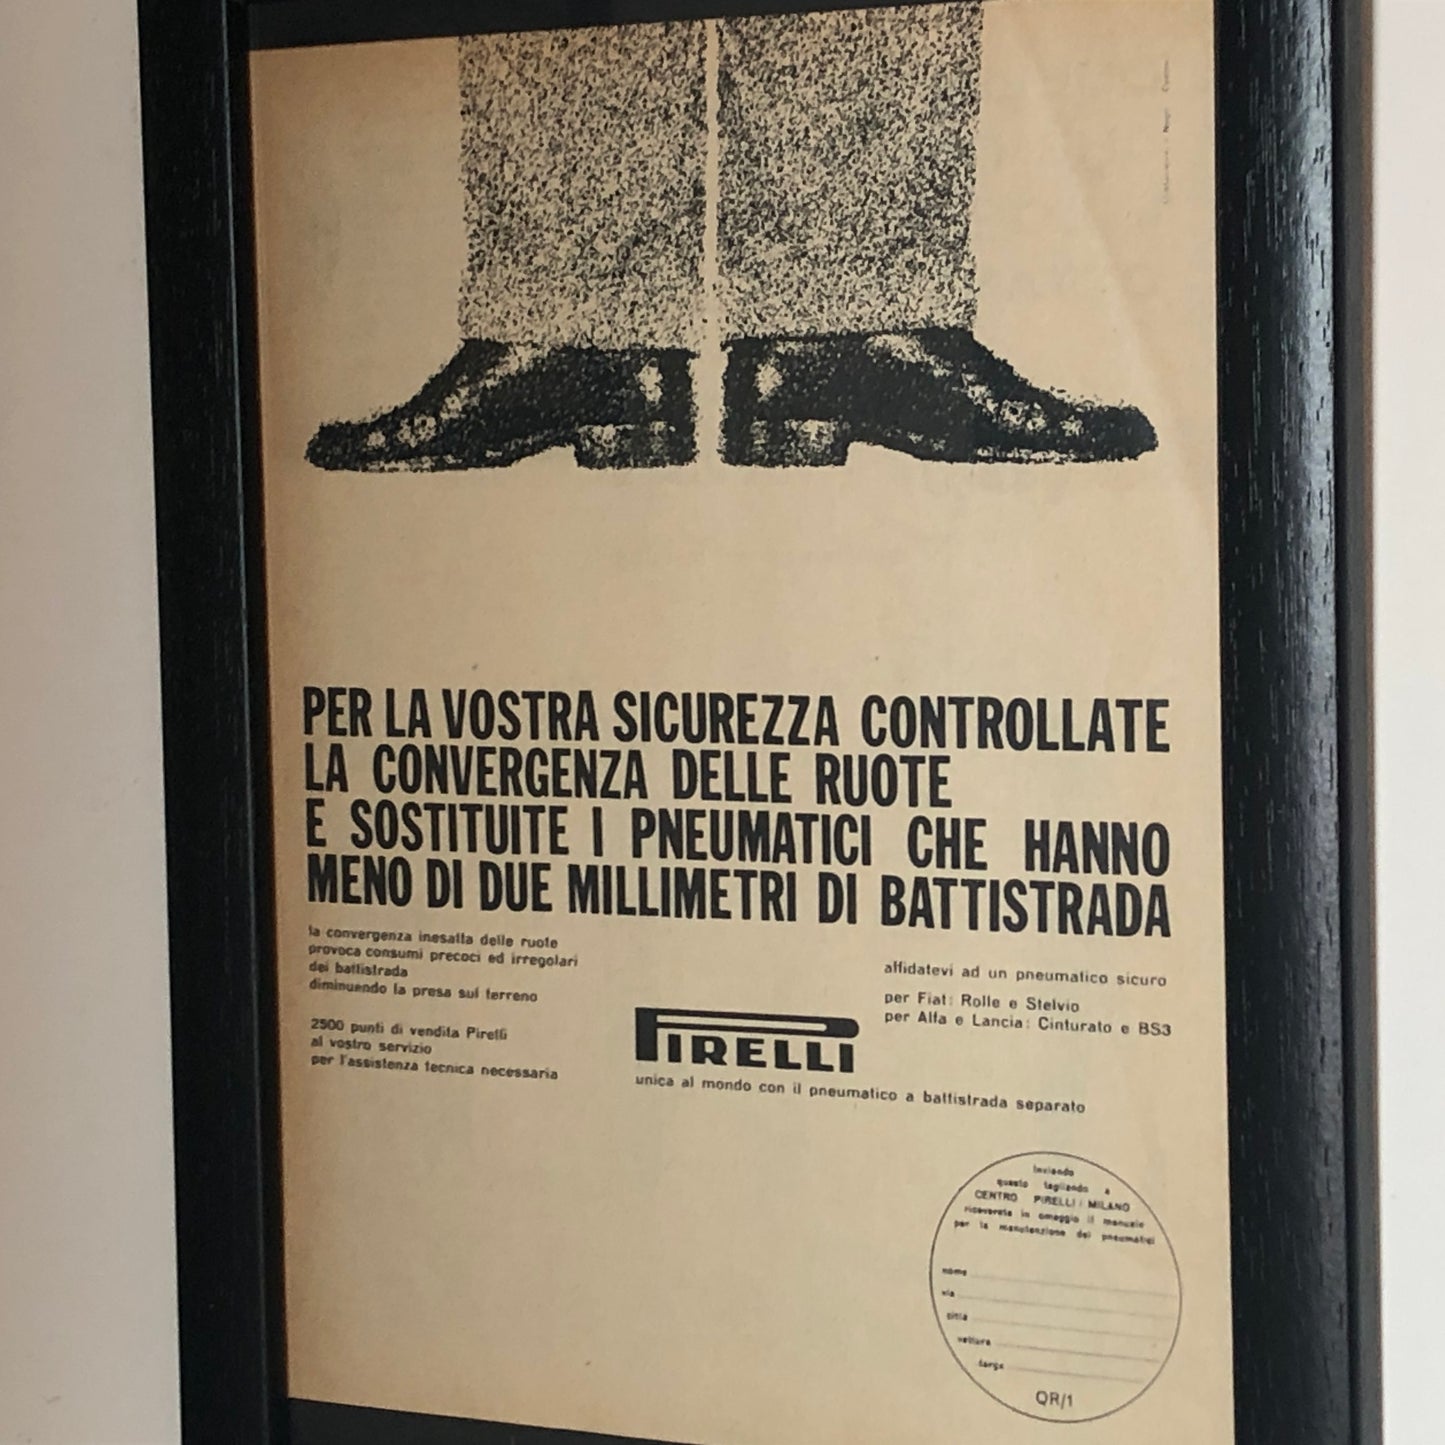 PER LA VOSTRA SICUREZZA CONTROLLATE
LA CONVERGENZA DELLE RUOTE
E SOSTITUITE I PNEUMATICI CHE HANNO
MENO DI DUE MILLIMETRI DI BATTISTRADA
la convergenza inesatta delle ruote
provoca consumi precoci ed irregolari
dei battistrada
diminuendo la presa sul terreno
2500 punti di vendita Pirelli
al vostro servizio
per l'assistenza tecnica necessaria
affidatevi ad un pneumatico sicuro
per Fiat: Rolle e Stelvio
per Alfa e Lancia: Cinturato e BS3
PIRELLI
unica al mondo con il pneumatico a battistrada separato
Inviando
questo tagliando a
CENTRO PIRELLI / MILANO
riceverete in omaggio il manuale
per la manutenzione dei pneumatici
nome
via
città
vettura
targa
QR/1